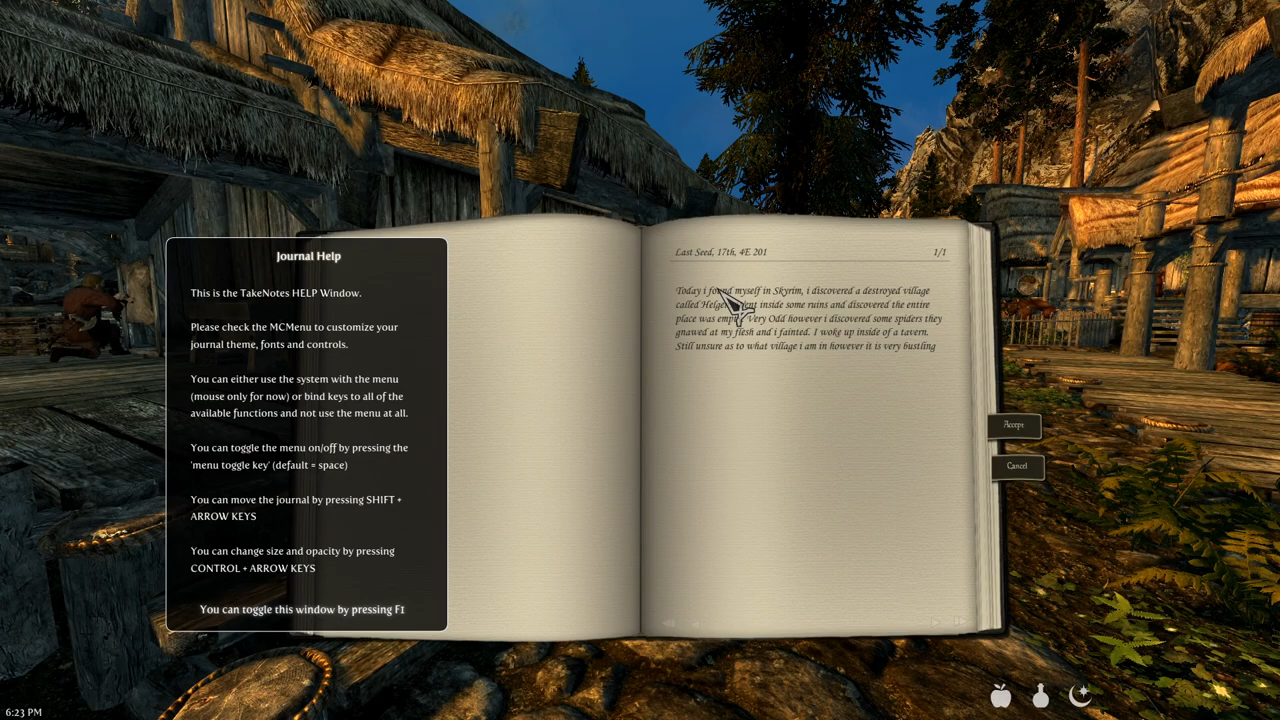 Journal Help
This is the TakeNotes HELP Window.
Please check the MCMenu to customize your
journal theme, fonts and controls.
You can either use the system with the menu
(mouse only for now) or bind keys to all of the
available functions and not use the menu at all.
You can toggle the menu on/off by pressing the
'menu toggle key' (default = space)
You can move the journal by pressing SHIFT +
ARROW KEYS
You can change size and opacity by pressing
CONTROL + ARROW KEYS
You can toggle this window by pressing F1
Last Seed, 17th, 4E 201 1/1
Today i found myself in Skyrim, i discovered a destroyed village
called inside some ruins and discovered the entire
place was empty Very Odd however i discovered some spiders they
gnawed at my flesh and i fainted. I woke up inside of a tavern.
Still unsure as to what village i am in however it is very bustling
Accept
Cancel
6:23 PM